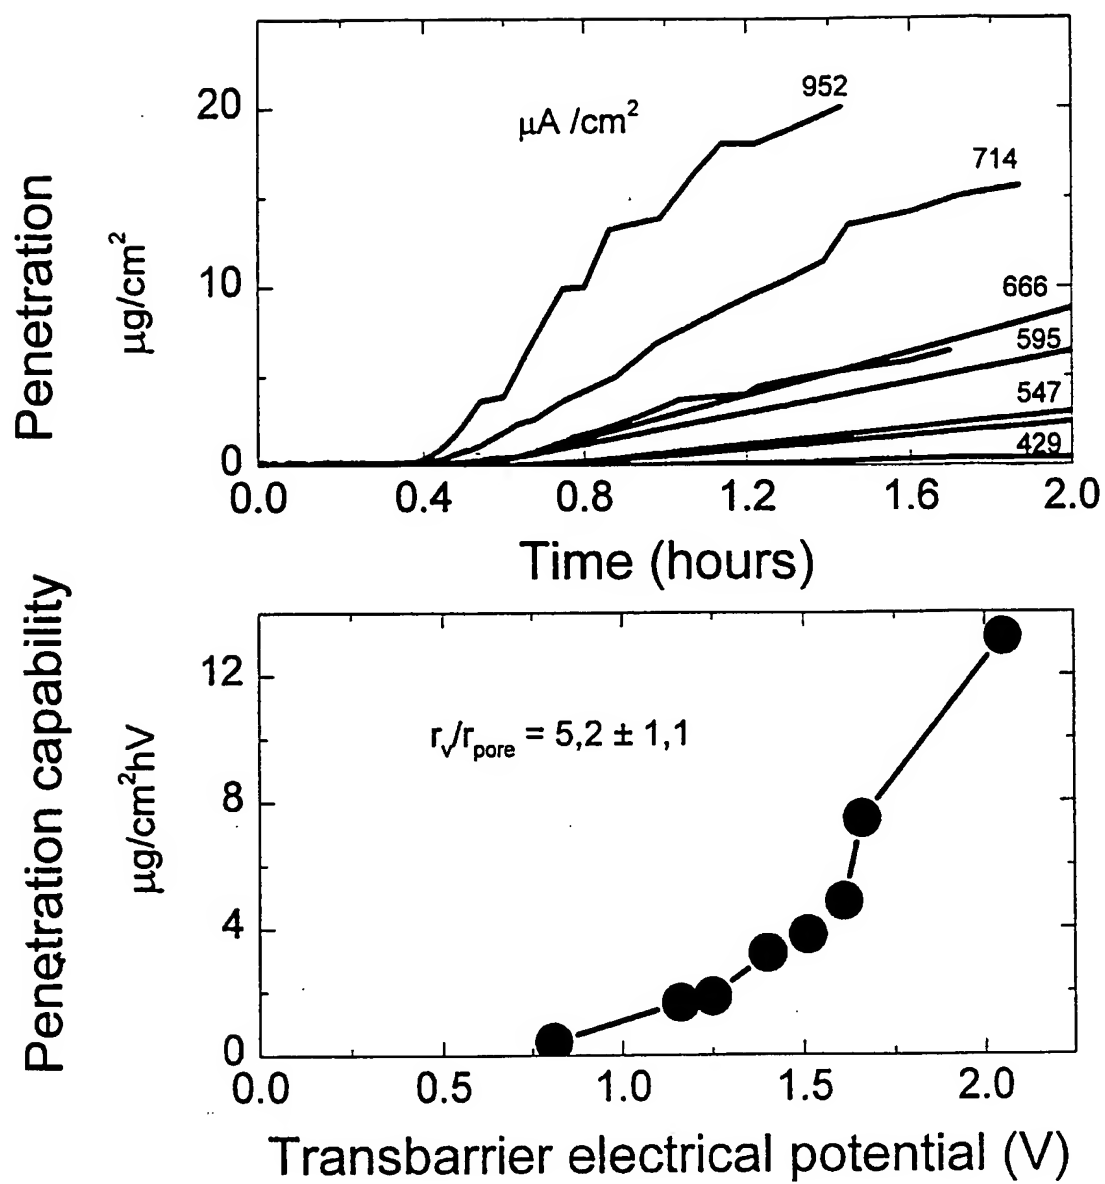 952
μA /cm²
714
666
595
547
429
20
10
0
Penetration
μg/cm²
0.0 0.4 0.8 1.2 1.6 2.0
Time (hours)
12
8
4
0
Penetration capability
μg/cm²hV
rᵥ/rpore = 5,2 ± 1,1
0.0 0.5 1.0 1.5 2.0
Transbarrier electrical potential (V)